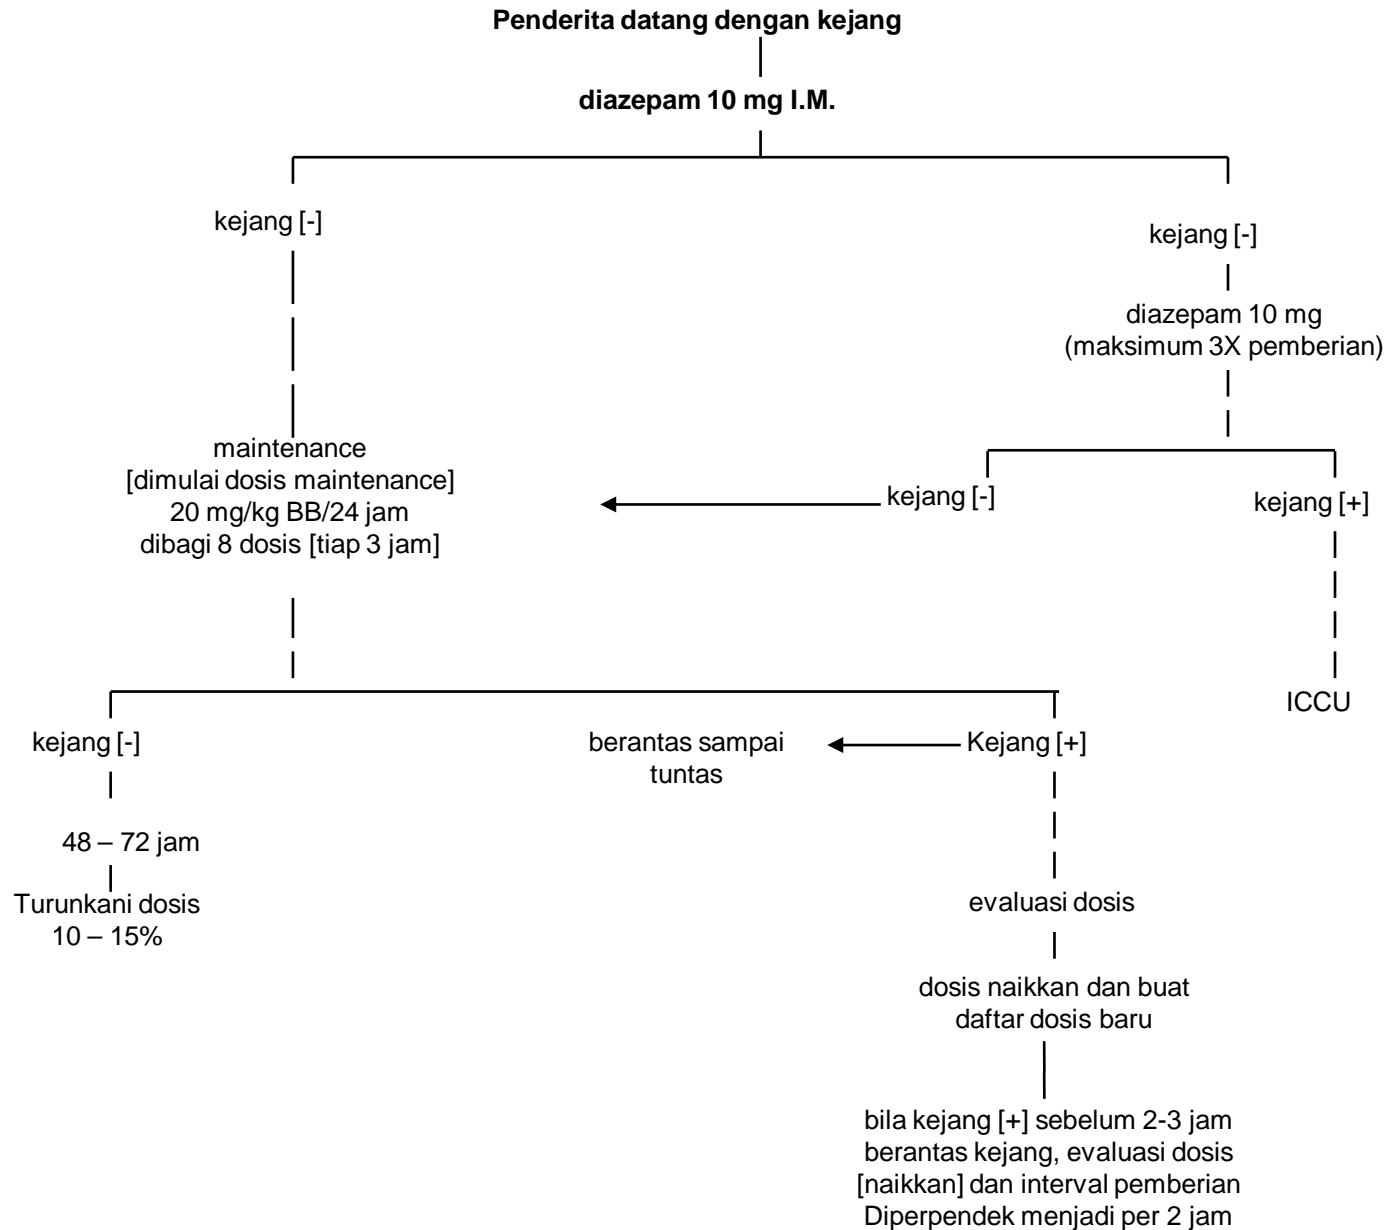 Penderita datang dengan kejang
diazepam 10 mg I.M.
kejang [-]
kejang [-]
diazepam 10 mg
(maksimum 3X pemberian)
maintenance
[dimulai dosis maintenance]
20 mg/kg BB/24 jam
dibagi 8 dosis [tiap 3 jam]
kejang [-]
kejang [+]
ICCU
kejang [-]
berantas sampai
tuntas
Kejang [+]
48 – 72 jam
Turunkani dosis
10 – 15%
evaluasi dosis
dosis naikkan dan buat
daftar dosis baru
bila kejang [+] sebelum 2-3 jam
berantas kejang, evaluasi dosis
[naikkan] dan interval pemberian
Diperpendek menjadi per 2 jam